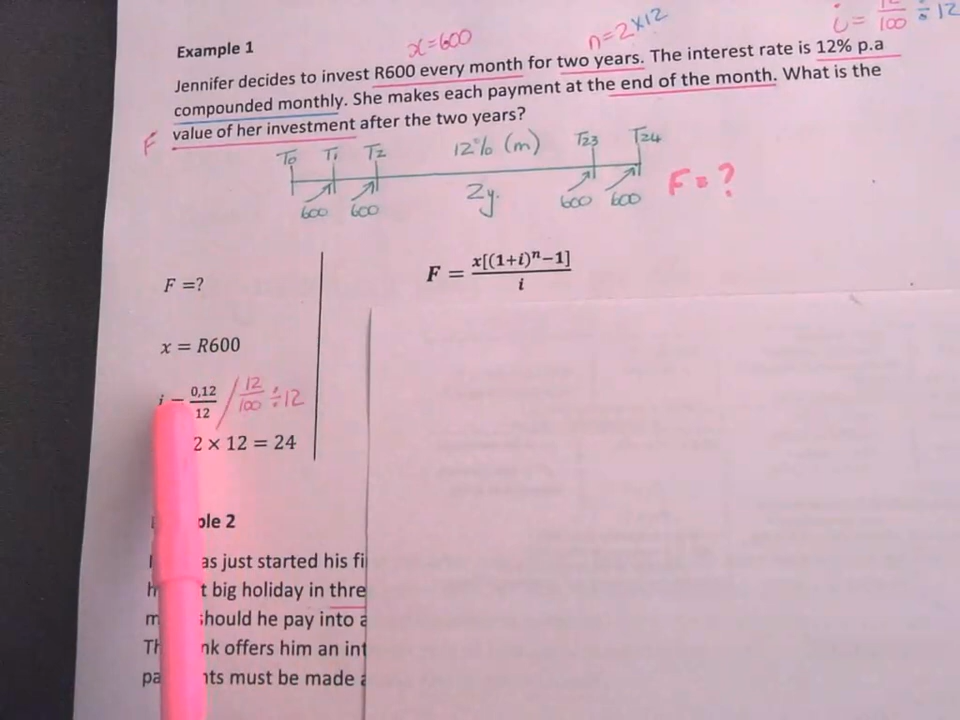 i = 12/100 ÷ 12
x=600
n=2×12
Example 1
Jennifer decides to invest R600 every month for two years. The interest rate is 12% p.a
compounded monthly. She makes each payment at the end of the month. What is the
F value of her investment after the two years?
T0 T1 T2 12% (m) T23 T24
600 600 2y. 600 600 F = ?
F =?
F = x[(1+i)ⁿ−1]/i
x = R600
i = 0,12/12 / 12/100 ÷12
2 × 12 = 24
ple 2
as just started his fi
t big holiday in thre
hould he pay into a
nk offers him an int
nts must be made a